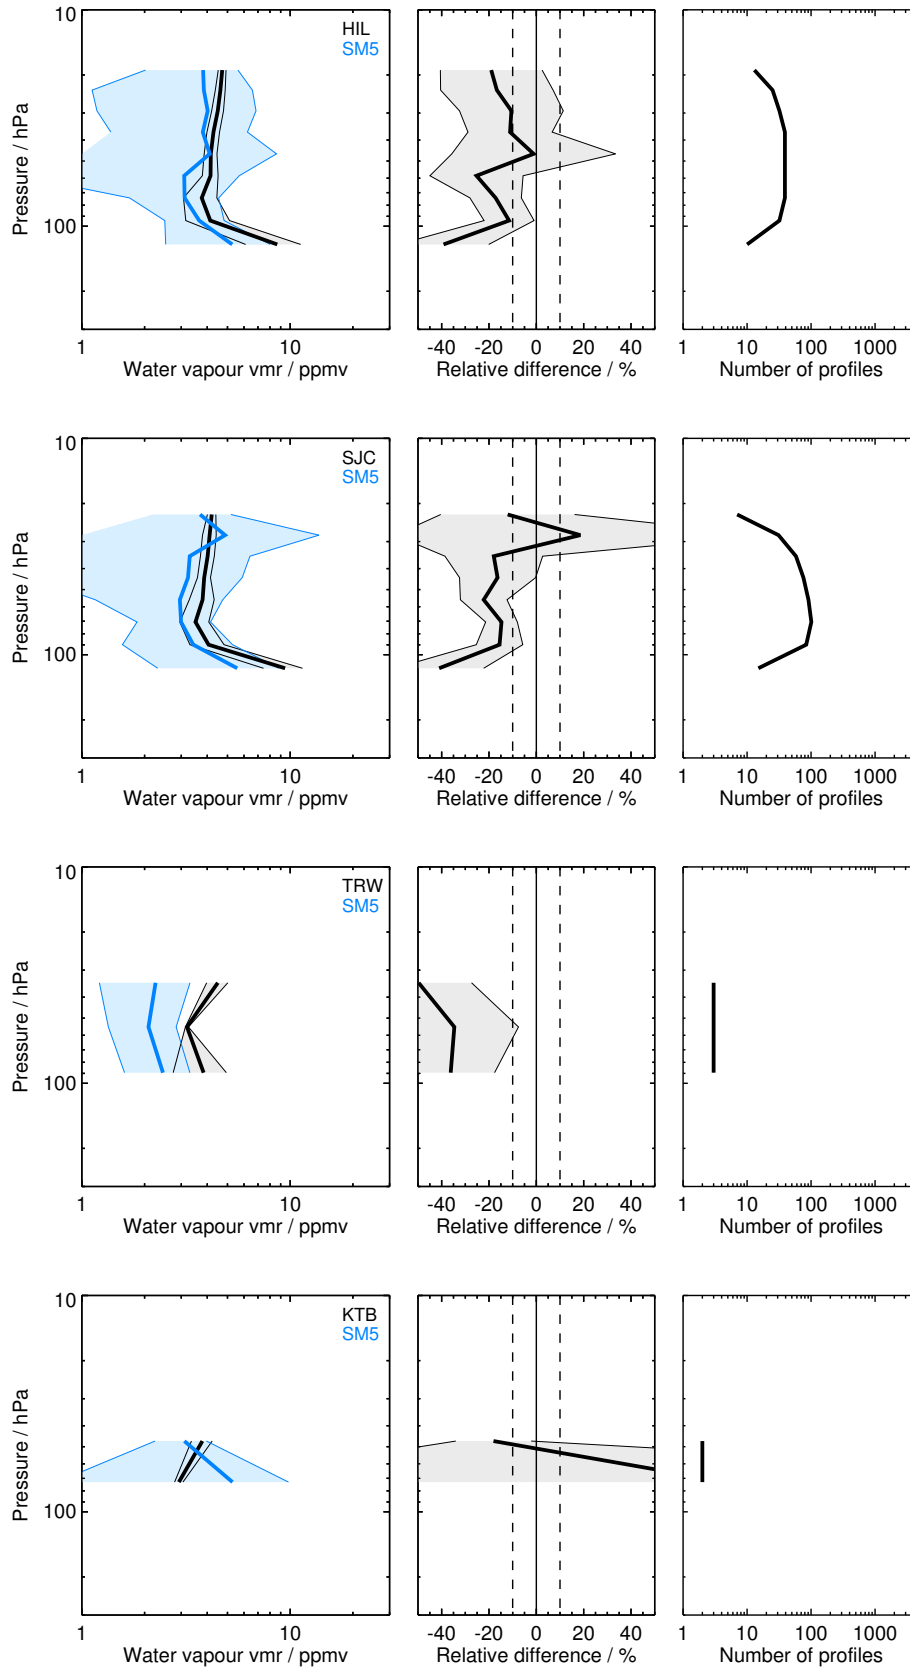 10
HIL
SM5
Pressure / hPa
100
1 10 -40 -20 0 20 40 1 10 100 1000
Water vapour vmr / ppmv Relative difference / % Number of profiles
10
SJC
SM5
Pressure / hPa
100
1 10 -40 -20 0 20 40 1 10 100 1000
Water vapour vmr / ppmv Relative difference / % Number of profiles
10
TRW
SM5
Pressure / hPa
100
1 10 -40 -20 0 20 40 1 10 100 1000
Water vapour vmr / ppmv Relative difference / % Number of profiles
10
KTB
SM5
Pressure / hPa
100
1 10 -40 -20 0 20 40 1 10 100 1000
Water vapour vmr / ppmv Relative difference / % Number of profiles